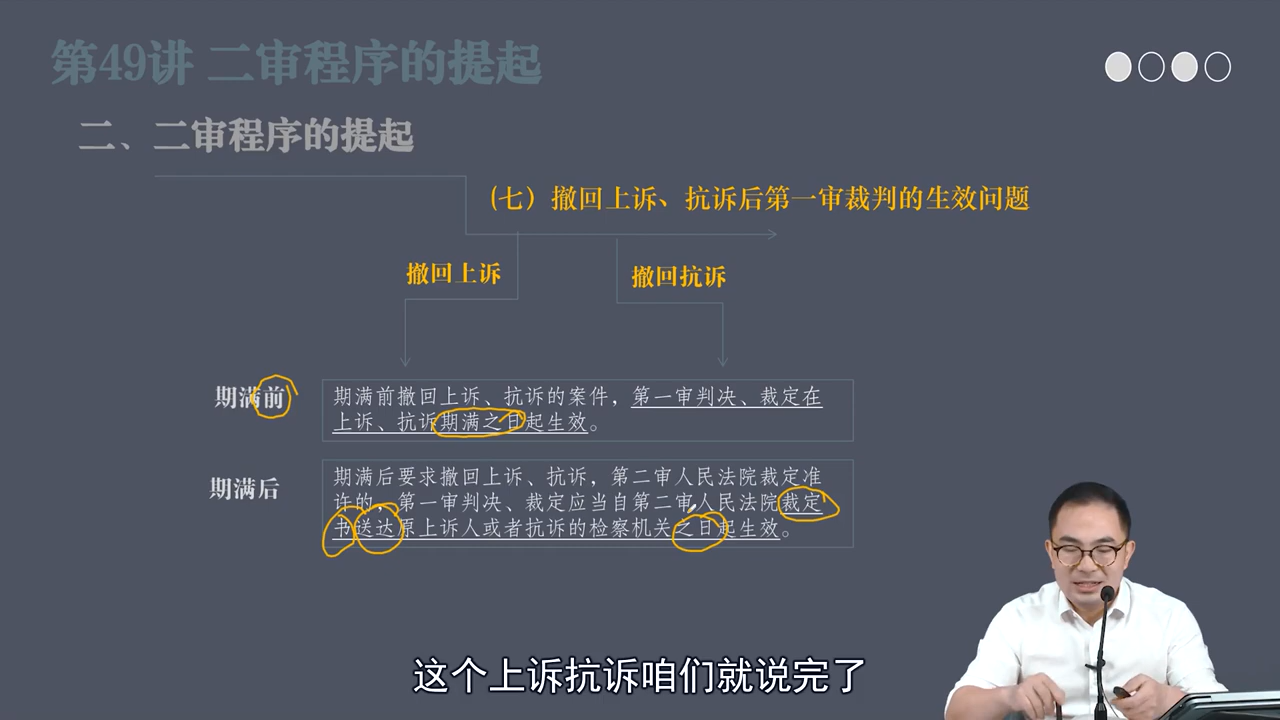 第49讲 二审程序的提起
二、二审程序的提起
（七）撤回上诉、抗诉后第一审裁判的生效问题
撤回上诉
撤回抗诉
期满前
期满前撤回上诉、抗诉的案件，第一审判决、裁定在
上诉、抗诉期满之日起生效。
期满后
期满后要求撤回上诉、抗诉，第二审人民法院裁定准
许的，第一审判决、裁定应当自第二审人民法院裁定
书送达原上诉人或者抗诉的检察机关之日起生效。
这个上诉抗诉咱们就说完了